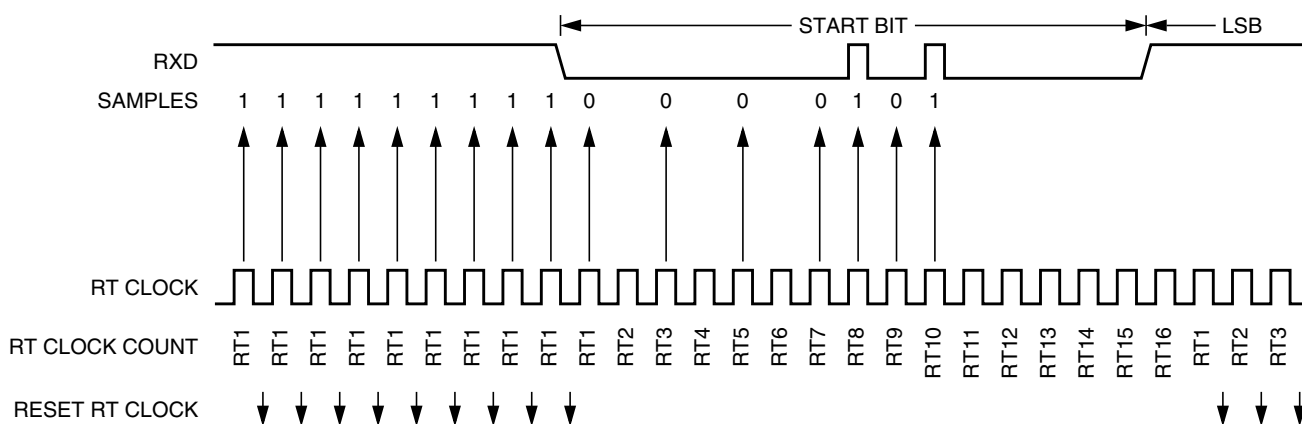 START BIT LSB
RXD
SAMPLES 1 1 1 1 1 1 1 1 1 0 0 0 0 1 0 1
RT CLOCK
RT CLOCK COUNT RT1 RT1 RT1 RT1 RT1 RT1 RT1 RT1 RT1 RT1 RT2 RT3 RT4 RT5 RT6 RT7 RT8 RT9 RT10 RT11 RT12 RT13 RT14 RT15 RT16 RT1 RT2 RT3
RESET RT CLOCK